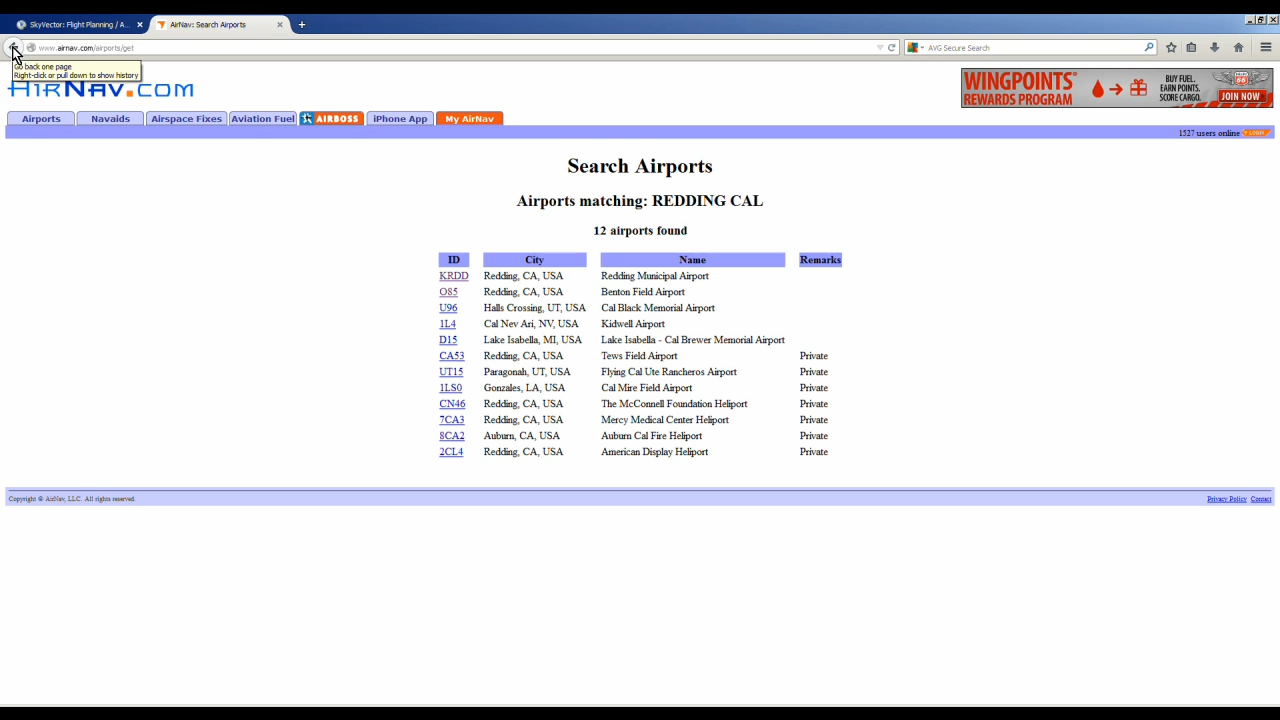 SkyVector: Flight Planning / A...
AirNav: Search Airports
www.airnav.com/airports/get
AVG Secure Search
Go back one page
Right-click or pull down to show history
AirNav.com
WINGPOINTS®
REWARDS PROGRAM
BUY FUEL.
EARN POINTS.
SCORE CARGO.
JOIN NOW
Airports Navaids Airspace Fixes Aviation Fuel AIRBOSS iPhone App My AirNav
1527 users online LOGIN
Search Airports
Airports matching: REDDING CAL
12 airports found
ID City Name Remarks
KRDD Redding, CA, USA Redding Municipal Airport
O85 Redding, CA, USA Benton Field Airport
U96 Halls Crossing, UT, USA Cal Black Memorial Airport
1L4 Cal Nev Ari, NV, USA Kidwell Airport
D15 Lake Isabella, MI, USA Lake Isabella - Cal Brewer Memorial Airport
CA53 Redding, CA, USA Tews Field Airport Private
UT15 Paragonah, UT, USA Flying Cal Ute Rancheros Airport Private
1LS0 Gonzales, LA, USA Cal Mire Field Airport Private
CN46 Redding, CA, USA The McConnell Foundation Heliport Private
7CA3 Redding, CA, USA Mercy Medical Center Heliport Private
8CA2 Auburn, CA, USA Auburn Cal Fire Heliport Private
2CL4 Redding, CA, USA American Display Heliport Private
Copyright © AirNav, LLC. All rights reserved.
Privacy Policy Contact